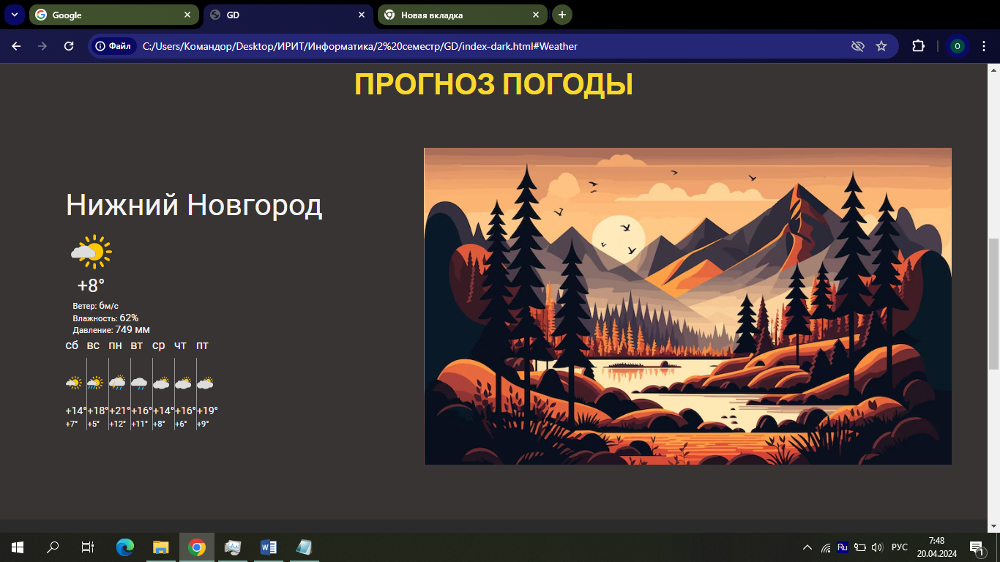 Google
GD
Новая вкладка
Файл C:/Users/Командор/Desktop/ИРИТ/Информатика/2%20семестр/GD/index-dark.html#Weather
О
ПРОГНОЗ ПОГОДЫ
Нижний Новгород
+8°
Ветер: 6м/с
Влажность: 62%
Давление: 749 мм
сб вс пн вт ср чт пт
+14° +18° +21° +16° +14° +16° +19°
+7° +5° +12° +11° +8° +6° +9°
Ru РУС 7:48
20.04.2024
1